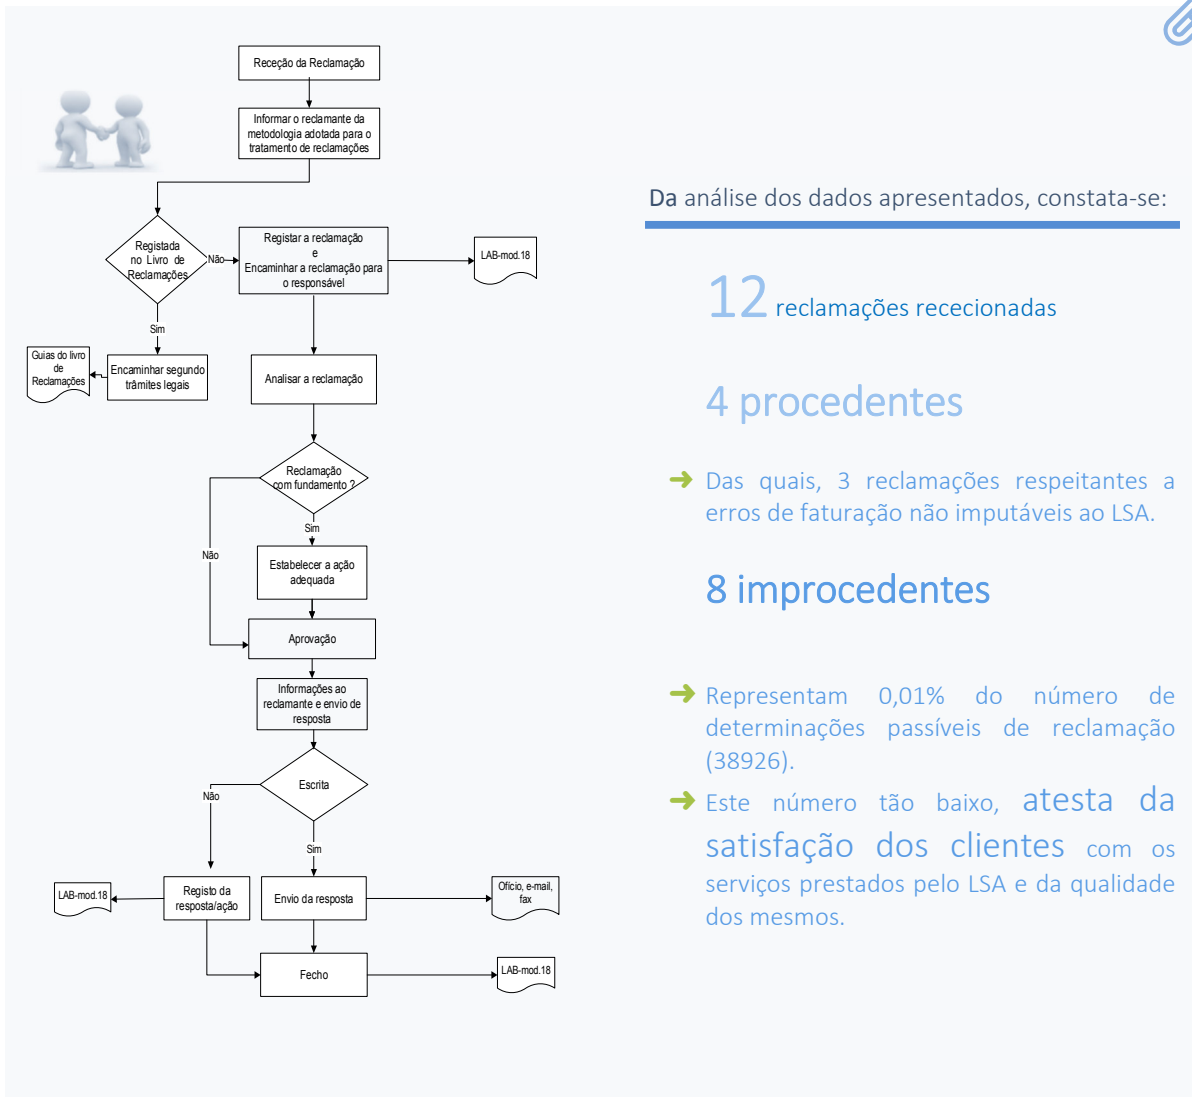 Receção da Reclamação
Informar o reclamante da
metodologia adotada para o
tratamento de reclamações
Registada
no Livro de
Reclamações
Não
Registar a reclamação
e
Encaminhar a reclamação para
o responsável
LAB-mod.18
Sim
Guias do livro
de
Reclamações
Encaminhar segundo
trâmites legais
Analisar a reclamação
Reclamação
com fundamento ?
Sim
Não
Estabelecer a ação
adequada
Aprovação
Informações ao
reclamante e envio de
resposta
Escrita
Não
Sim
LAB-mod.18
Registo da
resposta/ação
Envio da resposta
Ofício, e-mail,
fax
Fecho
LAB-mod.18
Da análise dos dados apresentados, constata-se:
12 reclamações rececionadas
4 procedentes
Das quais, 3 reclamações respeitantes a
erros de faturação não imputáveis ao LSA.
8 improcedentes
Representam 0,01% do número de
determinações passíveis de reclamação
(38926).
Este número tão baixo, atesta da
satisfação dos clientes com os
serviços prestados pelo LSA e da qualidade
dos mesmos.